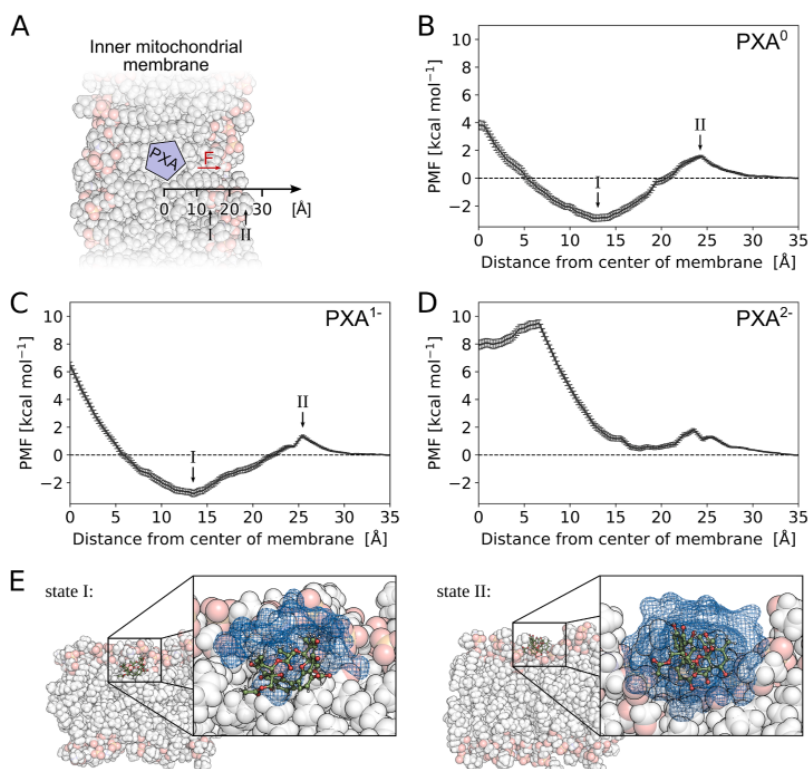 A
Inner mitochondrial
membrane
PXA
F
0 10 20 30 [Å]
I II
B
PXA⁰
PMF [kcal mol⁻¹]
10
8
6
4
2
0
−2
I
II
0 5 10 15 20 25 30 35
Distance from center of membrane [Å]
C
PXA¹⁻
PMF [kcal mol⁻¹]
10
8
6
4
2
0
−2
I
II
0 5 10 15 20 25 30 35
Distance from center of membrane [Å]
D
PXA²⁻
PMF [kcal mol⁻¹]
10
8
6
4
2
0
−2
0 5 10 15 20 25 30 35
Distance from center of membrane [Å]
E
state I:
state II: